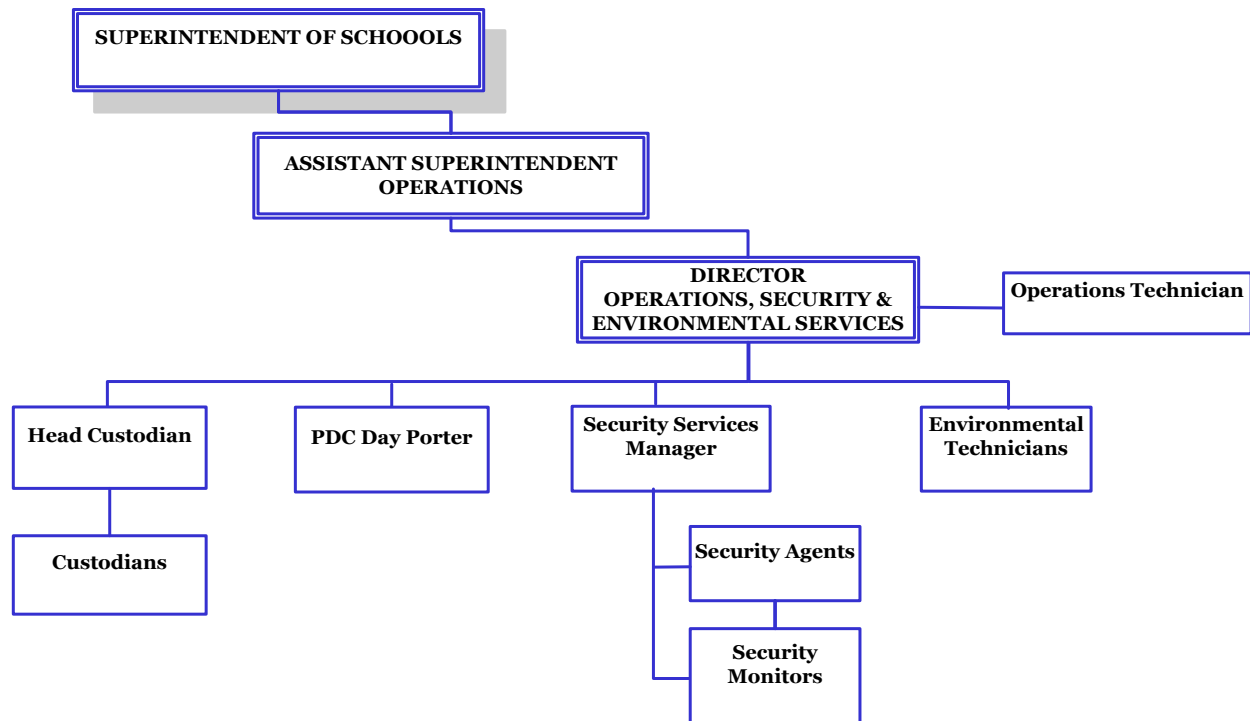 SUPERINTENDENT OF SCHOOOLS
ASSISTANT SUPERINTENDENT
OPERATIONS
DIRECTOR
OPERATIONS, SECURITY &
ENVIRONMENTAL SERVICES
Operations Technician
Head Custodian
PDC Day Porter
Security Services
Manager
Environmental
Technicians
Custodians
Security Agents
Security
Monitors